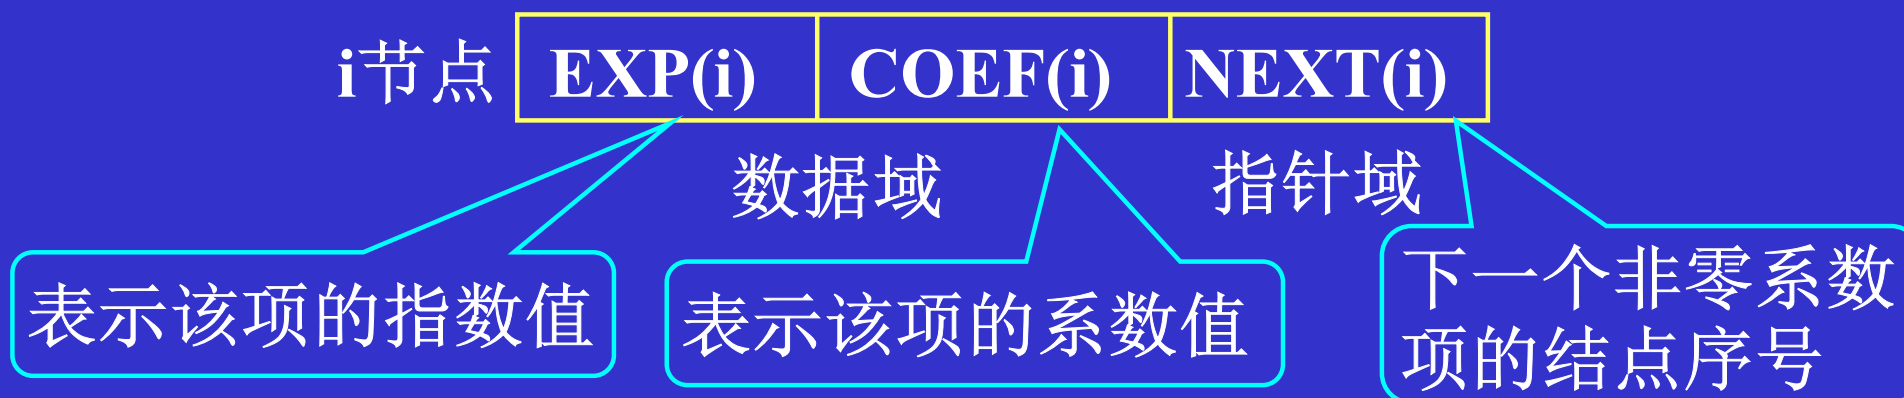 i节点 EXP(i) COEF(i) NEXT(i)
数据域 指针域
表示该项的指数值
表示该项的系数值
下一个非零系数
项的结点序号